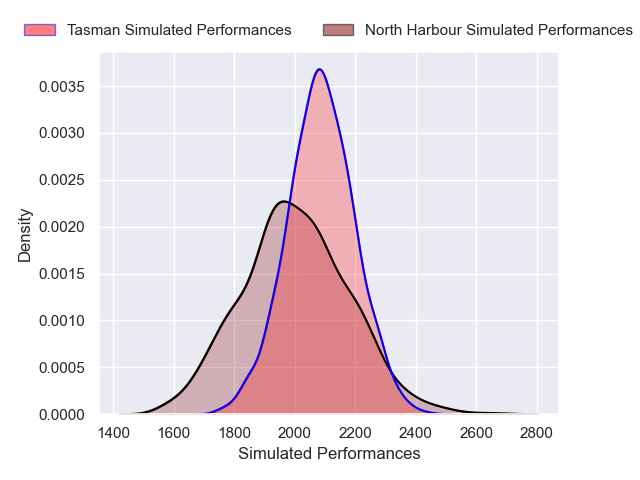 Tasman Simulated Performances North Harbour Simulated Performances
0.0035
0.0030
0.0025
0.0020
0.0015
0.0010
0.0005
0.0000
Density
1400 1600 1800 2000 2200 2400 2600 2800
Simulated Performances